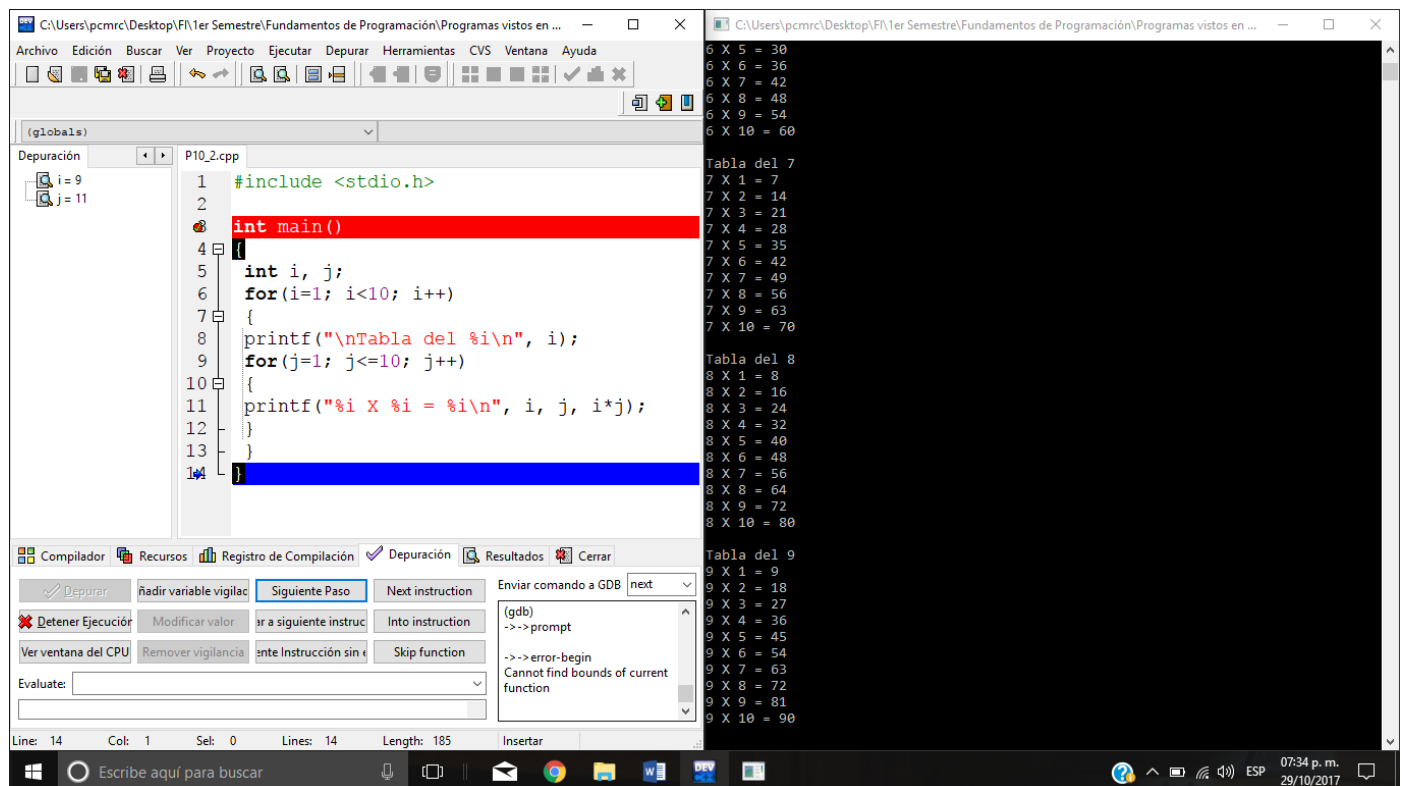 C:\Users\pcmrc\Desktop\FI\1er Semestre\Fundamentos de Programación\Programas vistos en ...
Archivo Edición Buscar Ver Proyecto Ejecutar Depurar Herramientas CVS Ventana Ayuda
(globals)
Depuración
i = 9
j = 11
P10_2.cpp
1 #include <stdio.h>
2
int main()
4 {
5 int i, j;
6 for(i=1; i<10; i++)
7 {
8 printf("\nTabla del %i\n", i);
9 for(j=1; j<=10; j++)
10 {
11 printf("%i X %i = %i\n", i, j, i*j);
12 }
13 }
14 }
Compilador Recursos Registro de Compilación Depuración Resultados Cerrar
Depurar ñadir variable vigilac Siguiente Paso Next instruction
Detener Ejecución Modificar valor ar a siguiente instruc Into instruction
Ver ventana del CPU Remover vigilancia ente Instrucción sin e Skip function
Evaluate:
Enviar comando a GDB next
(gdb)
->->prompt
->->error-begin
Cannot find bounds of current
function
Line: 14 Col: 1 Sel: 0 Lines: 14 Length: 185 Insertar
C:\Users\pcmrc\Desktop\FI\1er Semestre\Fundamentos de Programación\Programas vistos en ...
6 X 5 = 30
6 X 6 = 36
6 X 7 = 42
6 X 8 = 48
6 X 9 = 54
6 X 10 = 60
Tabla del 7
7 X 1 = 7
7 X 2 = 14
7 X 3 = 21
7 X 4 = 28
7 X 5 = 35
7 X 6 = 42
7 X 7 = 49
7 X 8 = 56
7 X 9 = 63
7 X 10 = 70
Tabla del 8
8 X 1 = 8
8 X 2 = 16
8 X 3 = 24
8 X 4 = 32
8 X 5 = 40
8 X 6 = 48
8 X 7 = 56
8 X 8 = 64
8 X 9 = 72
8 X 10 = 80
Tabla del 9
9 X 1 = 9
9 X 2 = 18
9 X 3 = 27
9 X 4 = 36
9 X 5 = 45
9 X 6 = 54
9 X 7 = 63
9 X 8 = 72
9 X 9 = 81
9 X 10 = 90
Escribe aquí para buscar
DEV
ESP
07:34 p. m.
29/10/2017